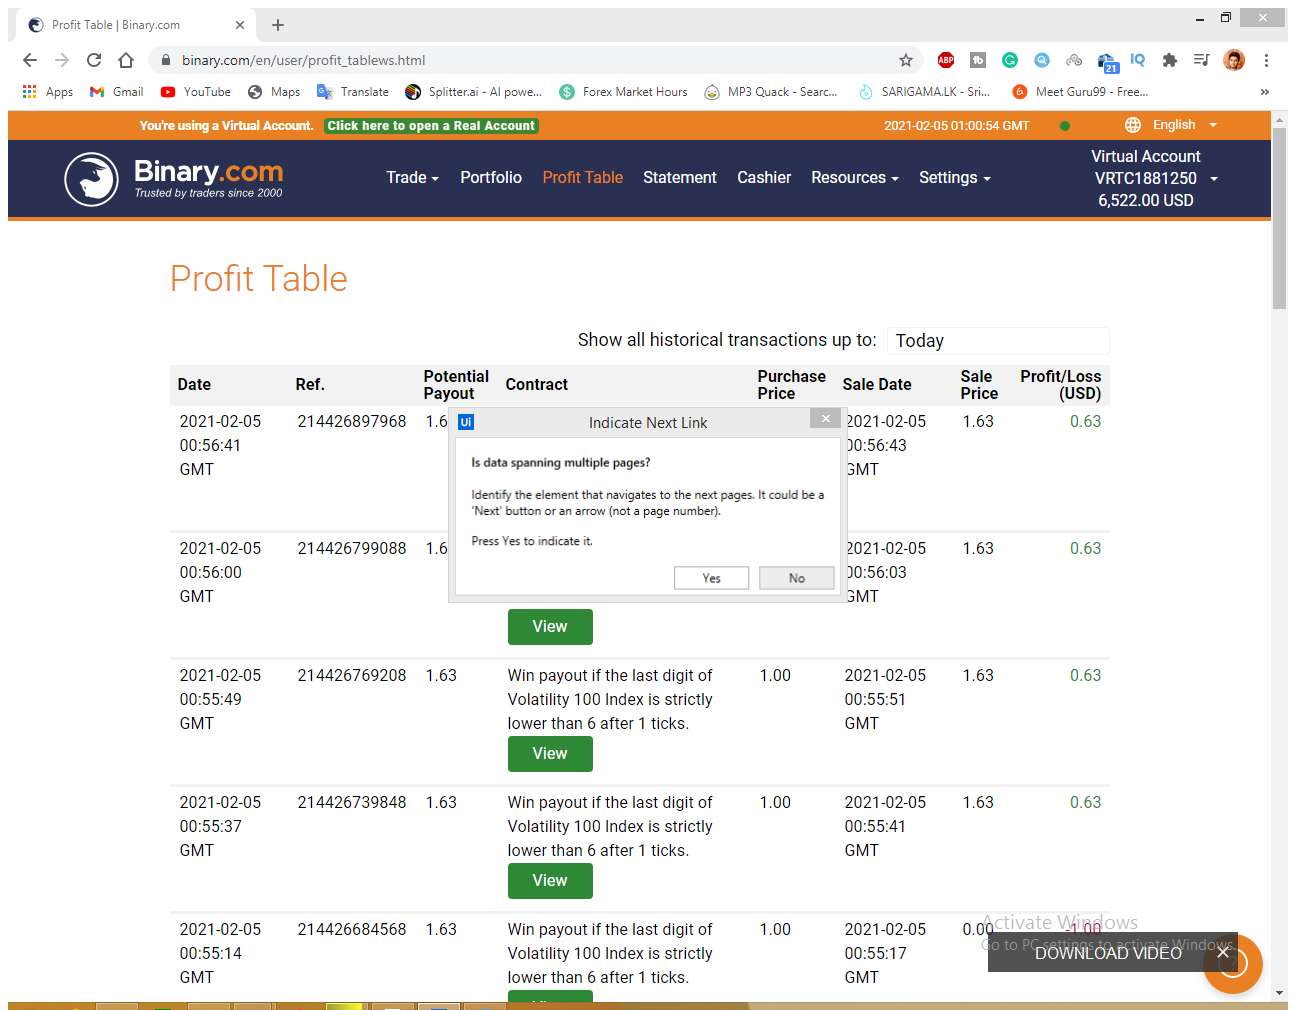 Profit Table | Binary.com
binary.com/en/user/profit_tablews.html
ABP
21
IQ
Apps
Gmail
YouTube
Maps
Translate
Splitter.ai - AI powe...
Forex Market Hours
MP3 Quack - Searc...
SARIGAMA.LK - Sri...
Meet Guru99 - Free...
You're using a Virtual Account. Click here to open a Real Account
2021-02-05 01:00:54 GMT
English
Binary.com
Trusted by traders since 2000
Trade
Portfolio
Profit Table
Statement
Cashier
Resources
Settings
Virtual Account
VRTC1881250
6,522.00 USD
Profit Table
Show all historical transactions up to: Today
Date Ref. Potential Payout Contract Purchase Price Sale Date Sale Price Profit/Loss (USD)
2021-02-05 214426897968 1.6 2021-02-05 1.63 0.63
00:56:41 00:56:43
GMT GMT
Ui Indicate Next Link
Is data spanning multiple pages?
Identify the element that navigates to the next pages. It could be a
'Next' button or an arrow (not a page number).
Press Yes to indicate it.
Yes No
2021-02-05 214426799088 1.6 2021-02-05 1.63 0.63
00:56:00 00:56:03
GMT GMT
View
2021-02-05 214426769208 1.63 Win payout if the last digit of 1.00 2021-02-05 1.63 0.63
00:55:49 Volatility 100 Index is strictly 00:55:51
GMT lower than 6 after 1 ticks. GMT
View
2021-02-05 214426739848 1.63 Win payout if the last digit of 1.00 2021-02-05 1.63 0.63
00:55:37 Volatility 100 Index is strictly 00:55:41
GMT lower than 6 after 1 ticks. GMT
View
2021-02-05 214426684568 1.63 Win payout if the last digit of 1.00 2021-02-05 0.00 -1.00
00:55:14 Volatility 100 Index is strictly 00:55:17
GMT lower than 6 after 1 ticks. GMT
Activate Windows
Go to PC settings to activate Windows.
DOWNLOAD VIDEO